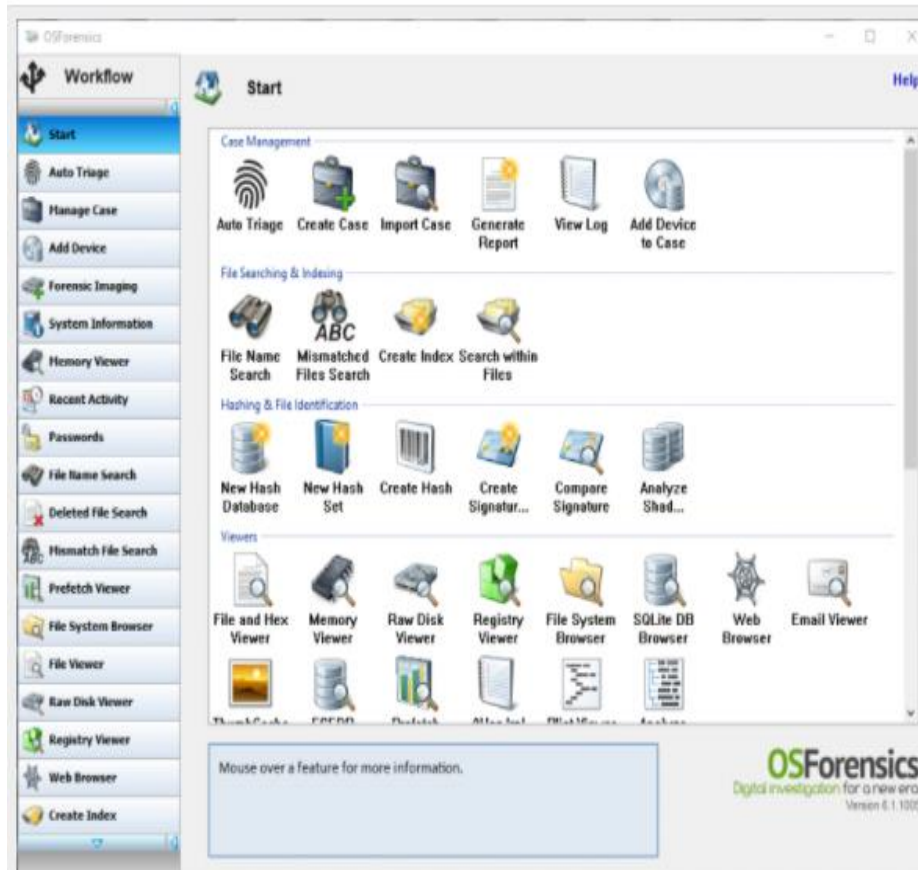 OSForensics
Workflow
Start
Auto Triage
Manage Case
Add Device
Forensic Imaging
System Information
Memory Viewer
Recent Activity
Passwords
File Name Search
Deleted File Search
Mismatch File Search
Prefetch Viewer
File System Browser
File Viewer
Raw Disk Viewer
Registry Viewer
Web Browser
Create Index
Start
Help
Case Management
Auto Triage
Create Case
Import Case
Generate
Report
View Log
Add Device
to Case
File Searching & Indexing
ABC
File Name
Search
Mismatched
Files Search
Create Index
Search within
Files
Hashing & File Identification
New Hash
Database
New Hash
Set
Create Hash
Create
Signatur...
Compare
Signature
Analyze
Shad...
Viewers
File and Hex
Viewer
Memory
Viewer
Raw Disk
Viewer
Registry
Viewer
File System
Browser
SQLite DB
Browser
Web
Browser
Email Viewer
Mouse over a feature for more information.
OSForensics
Digital investigation for a new era
Version 6.1.1005